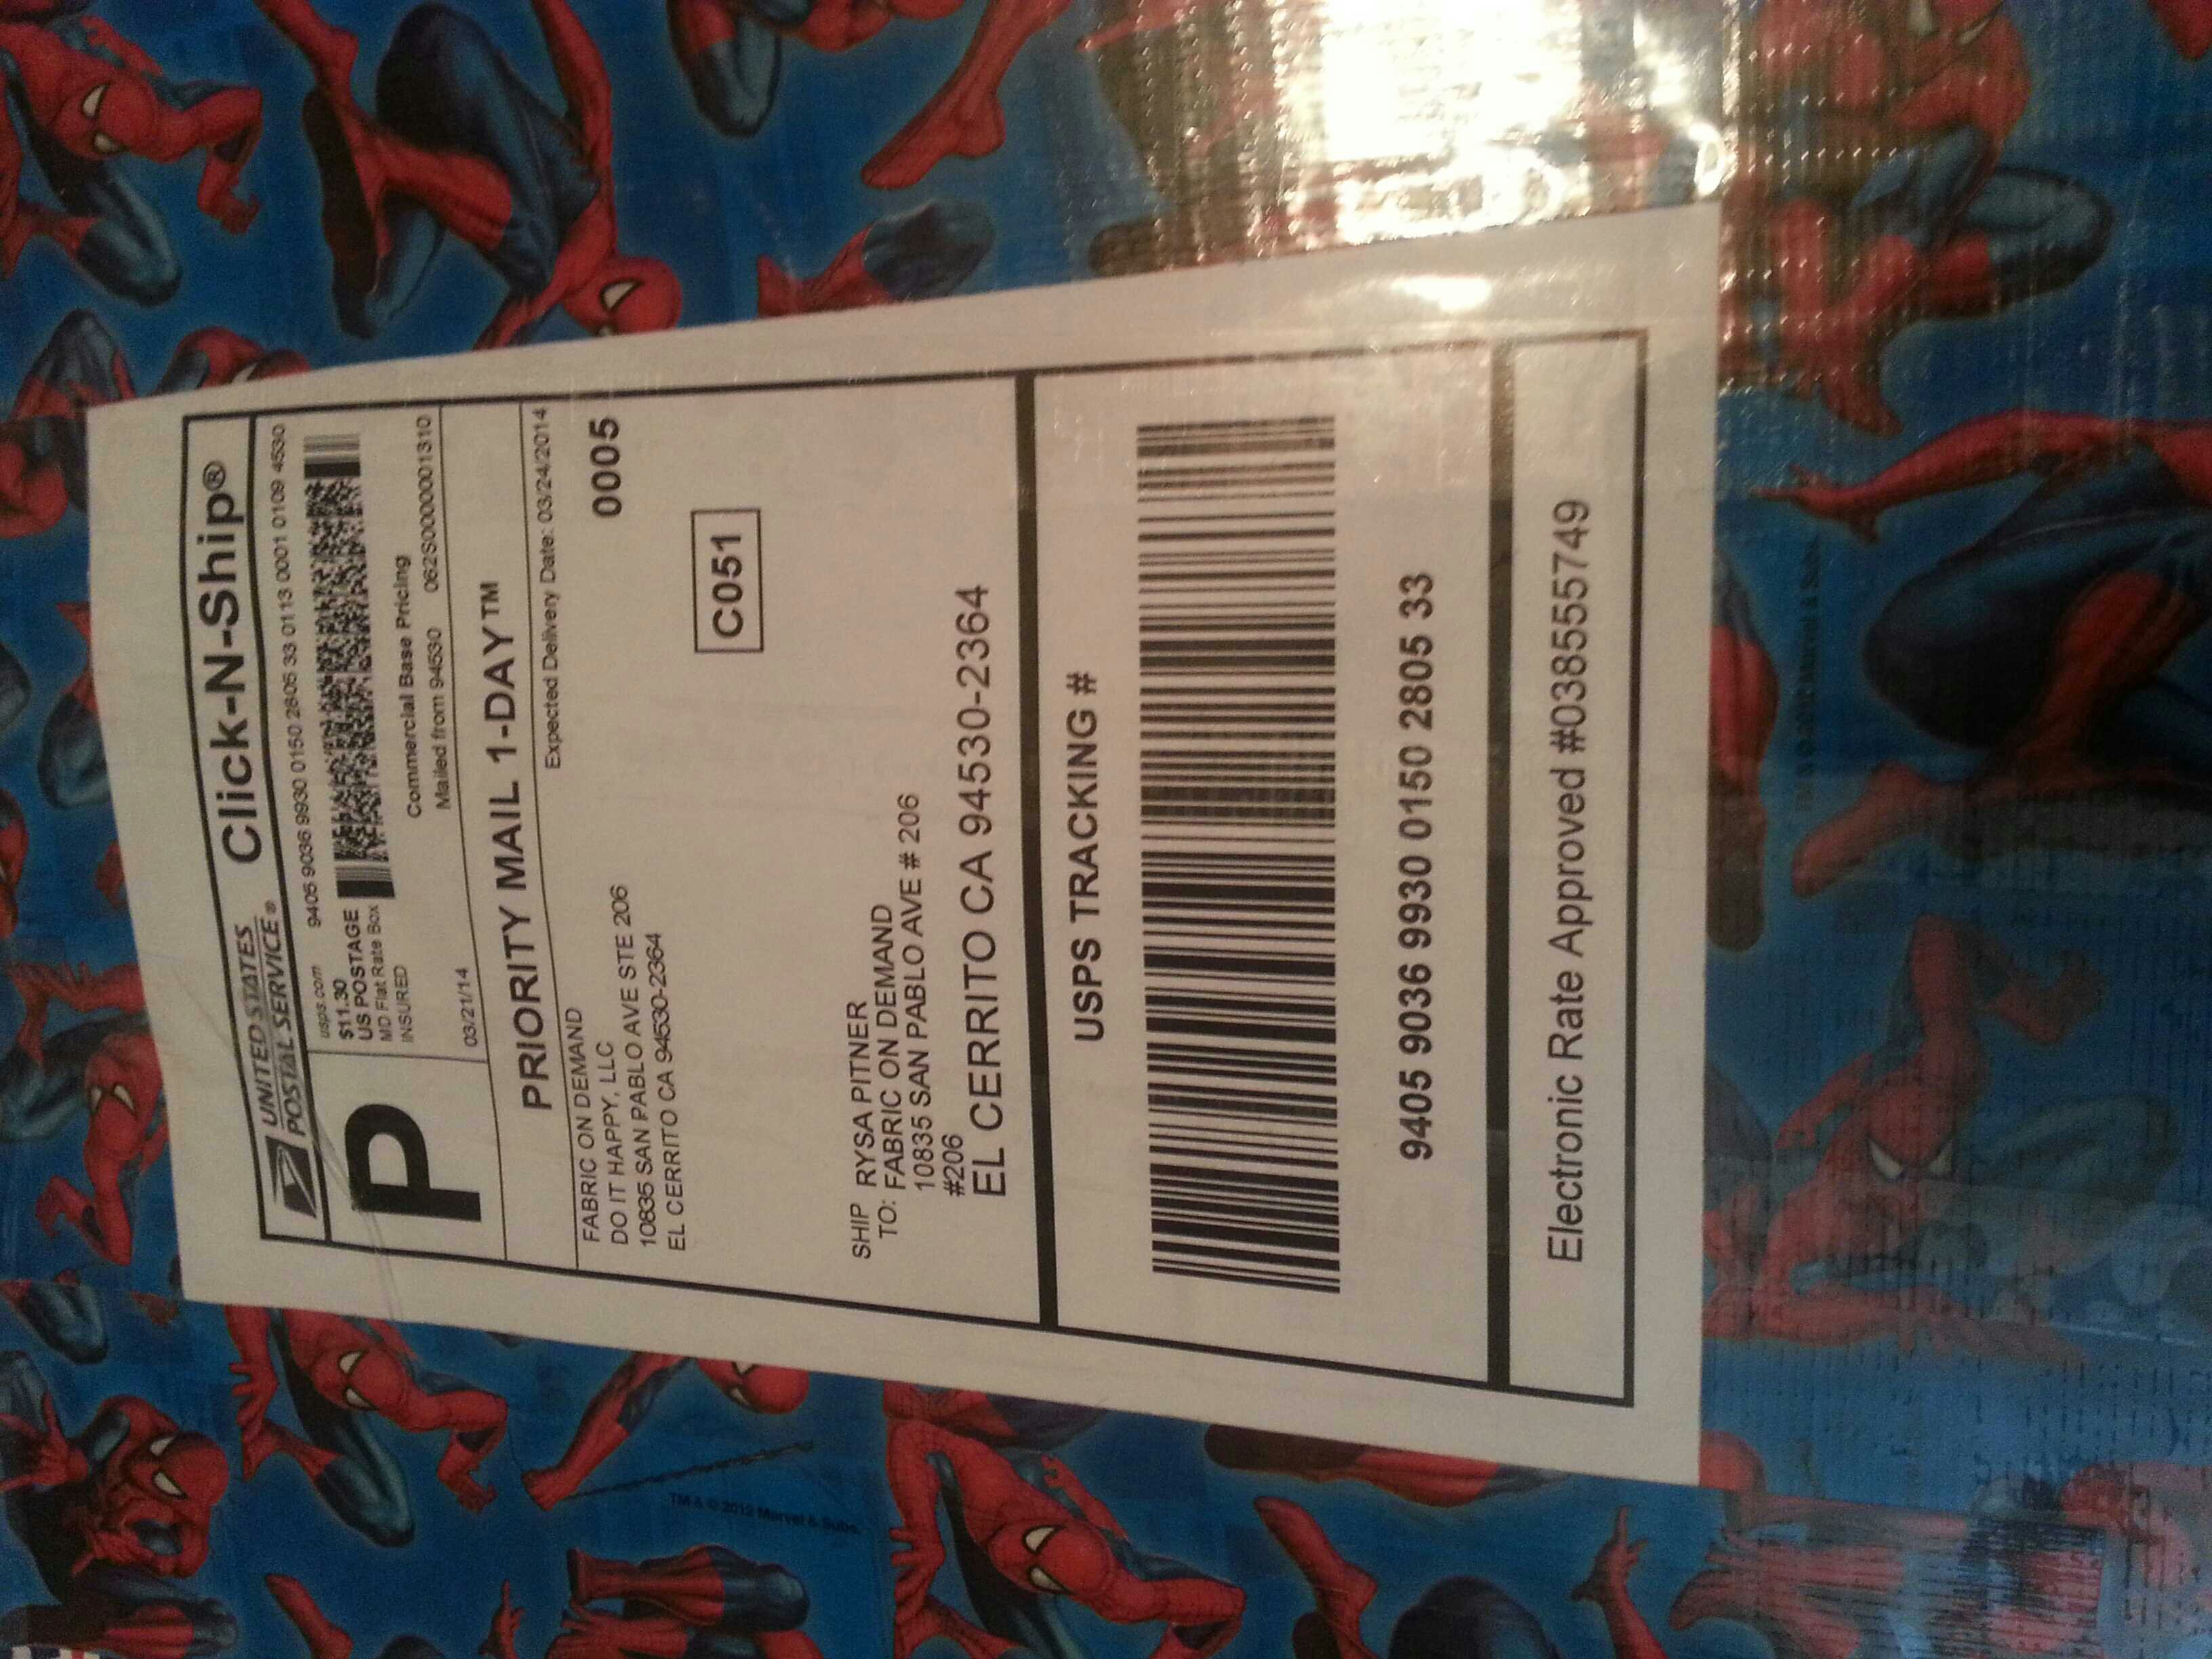 UNITED STATES
POSTAL SERVICE®
Click-N-Ship®
usps.com
9405 9036 9930 0150 2805 33 0113 0001 0109 4530
$11.30
US POSTAGE
MD Flat Rate Box
INSURED
Commercial Base Pricing
Mailed from 94530 062S0000001310
03/21/14
P
PRIORITY MAIL 1-DAY™
Expected Delivery Date: 03/24/2014
FABRIC ON DEMAND
DO IT HAPPY, LLC
10835 SAN PABLO AVE STE 206
EL CERRITO CA 94530-2364
0005
C051
SHIP RYSA PITNER
TO: FABRIC ON DEMAND
10835 SAN PABLO AVE # 206
#206
EL CERRITO CA 94530-2364
USPS TRACKING #
9405 9036 9930 0150 2805 33
Electronic Rate Approved #038555749
TM & © 2012 Marvel & Subs.